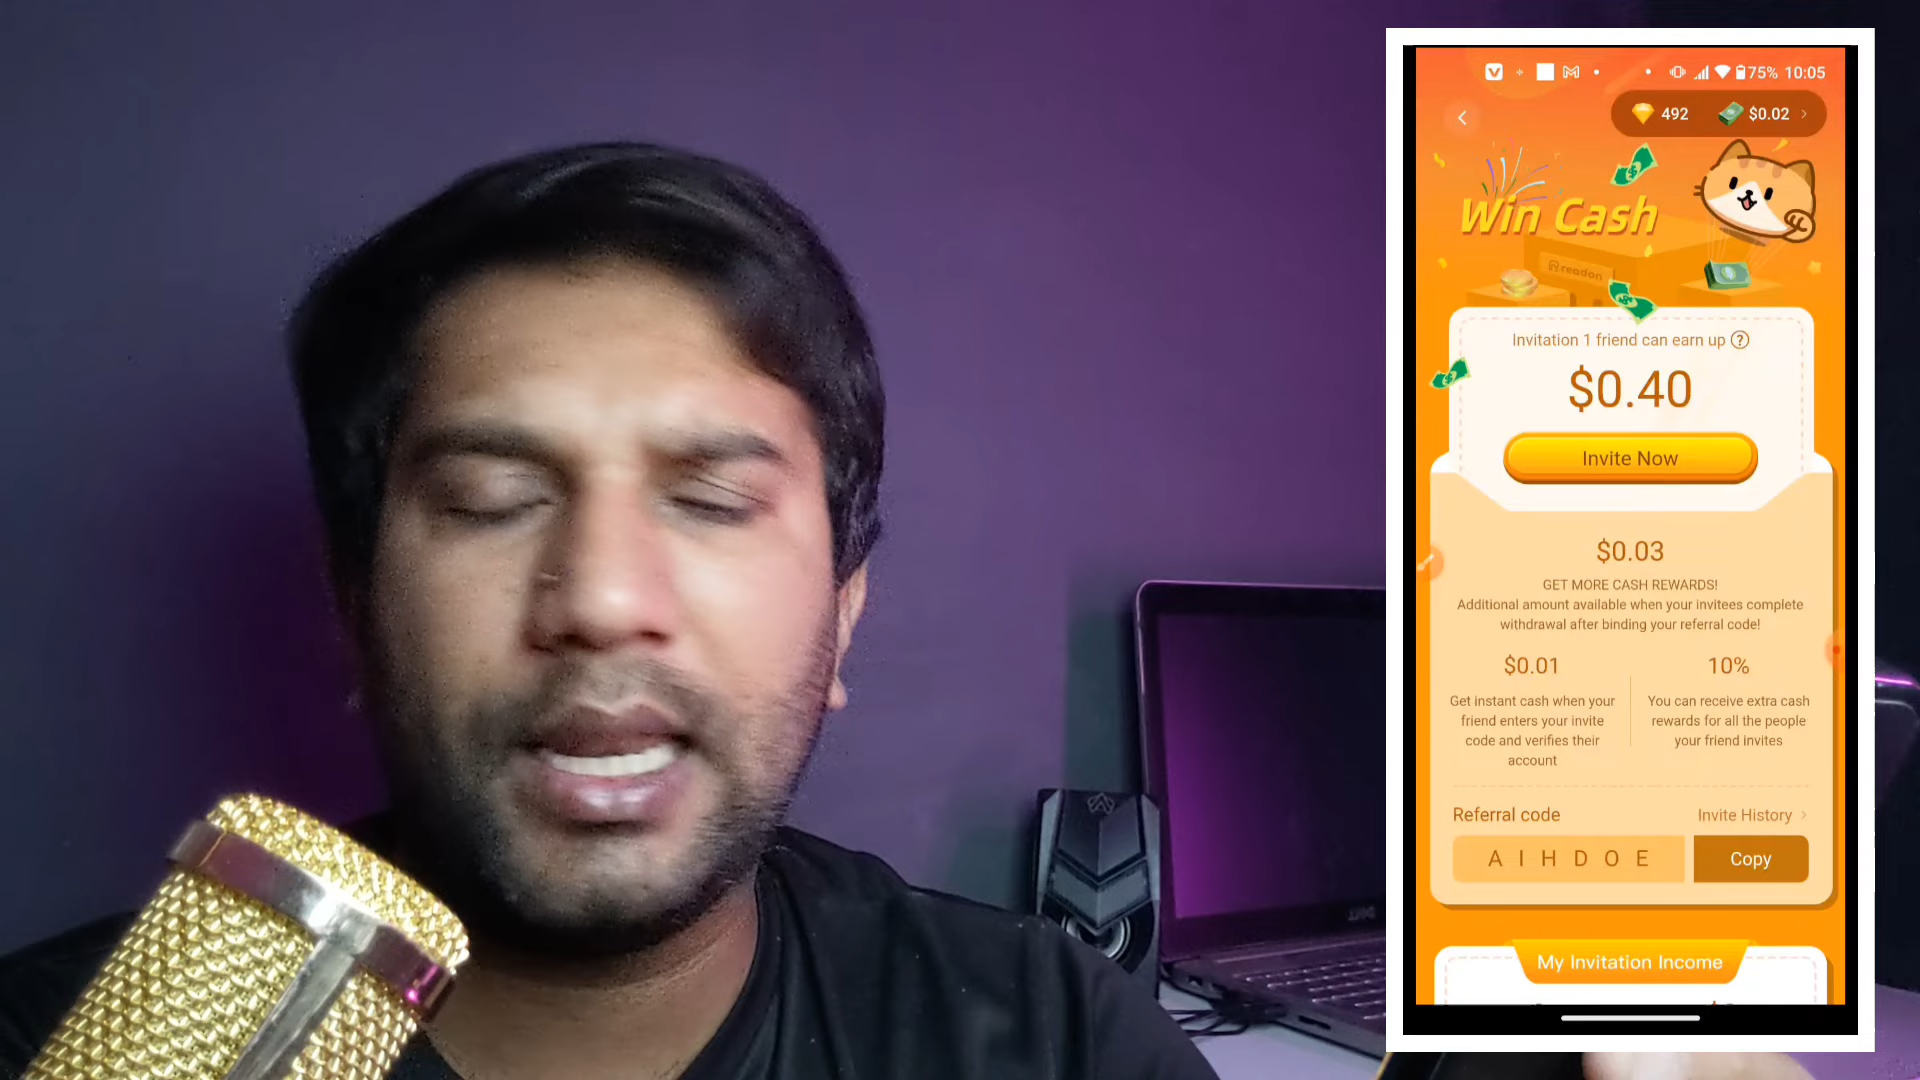 75% 10:05
492 $0.02
Win Cash
readon
Invitation 1 friend can earn up ?
$0.40
Invite Now
$0.03
GET MORE CASH REWARDS!
Additional amount available when your invitees complete
withdrawal after binding your referral code!
$0.01
Get instant cash when your
friend enters your invite
code and verifies their
account
10%
You can receive extra cash
rewards for all the people
your friend invites
Referral code
Invite History
A I H D O E
Copy
My Invitation Income
DELL